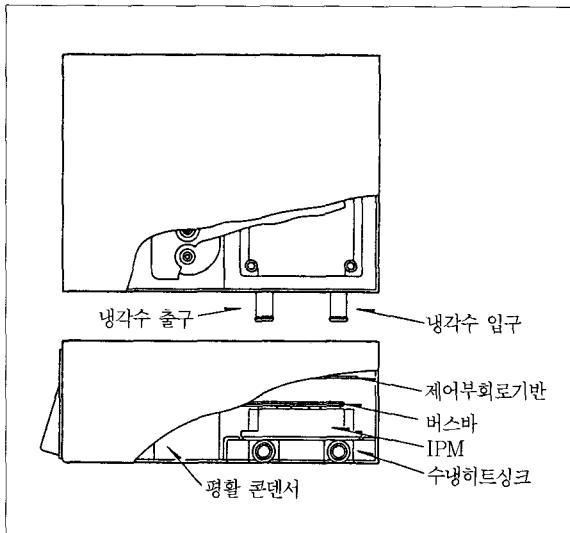 냉각수 출구
냉각수 입구
제어부회로기반
버스바
IPM
수냉히트싱크
평활 콘덴서